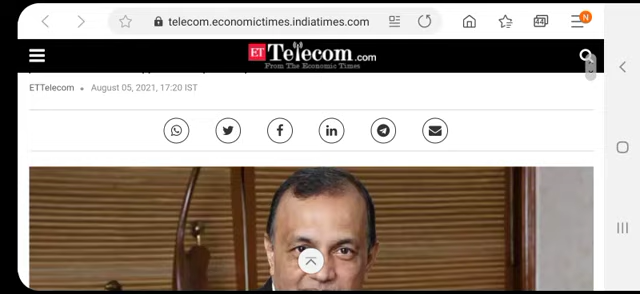 telecom.economictimes.indiatimes.com
N
ET Telecom.com
From The Economic Times
ETTelecom • August 05, 2021, 17:20 IST